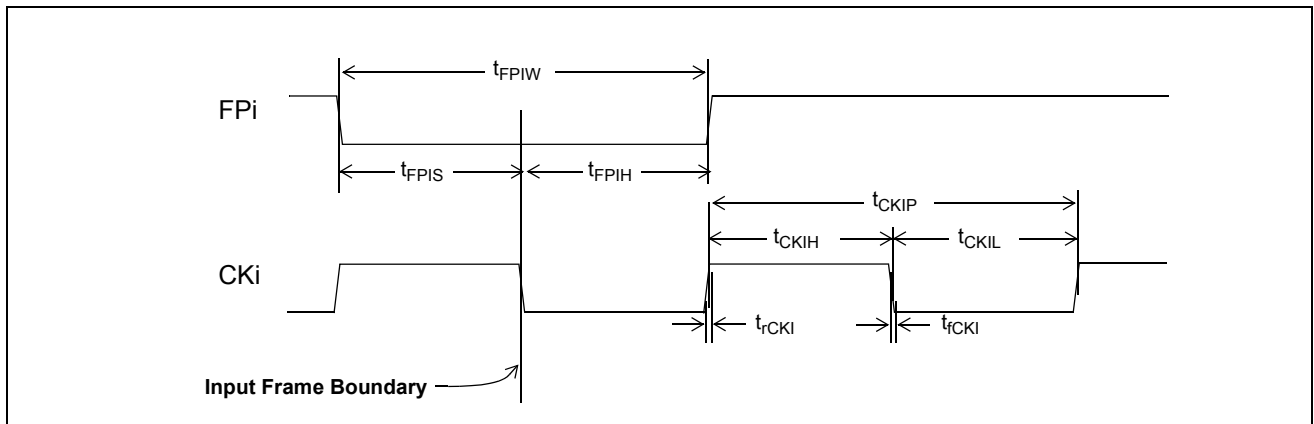 tFPIW
FPi
tFPIS
tFPIH
tCKIP
tCKIH
tCKIL
CKi
trCKI
tfCKI
Input Frame Boundary